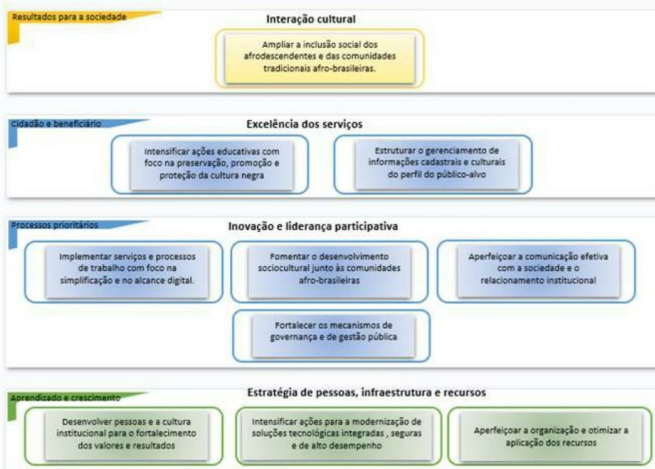 Resultados para a sociedade
Interação cultural
Ampliar a inclusão social dos
afrodescendentes e das comunidades
tradicionais afro-brasileiras.
Cidadão e beneficiário
Excelência dos serviços
Intensificar ações educativas com
foco na preservação, promoção e
proteção da cultura negra
Estruturar o gerenciamento de
informações cadastrais e culturais
do perfil do público-alvo
Processos prioritários
Inovação e liderança participativa
Implementar serviços e processos
de trabalho com foco na
simplificação e no alcance digital.
Fomentar o desenvolvimento
sociocultural junto às comunidades
afro-brasileiras
Aperfeiçoar a comunicação efetiva
com a sociedade e o
relacionamento institucional
Fortalecer os mecanismos de
governança e de gestão pública
Aprendizado e crescimento
Estratégia de pessoas, infraestrutura e recursos
Desenvolver pessoas e a cultura
institucional para o fortalecimento
dos valores e resultados
Intensificar ações para a modernização de
soluções tecnológicas integradas , seguras
e de alto desempenho
Aperfeiçoar a organização e otimizar a
aplicação dos recursos